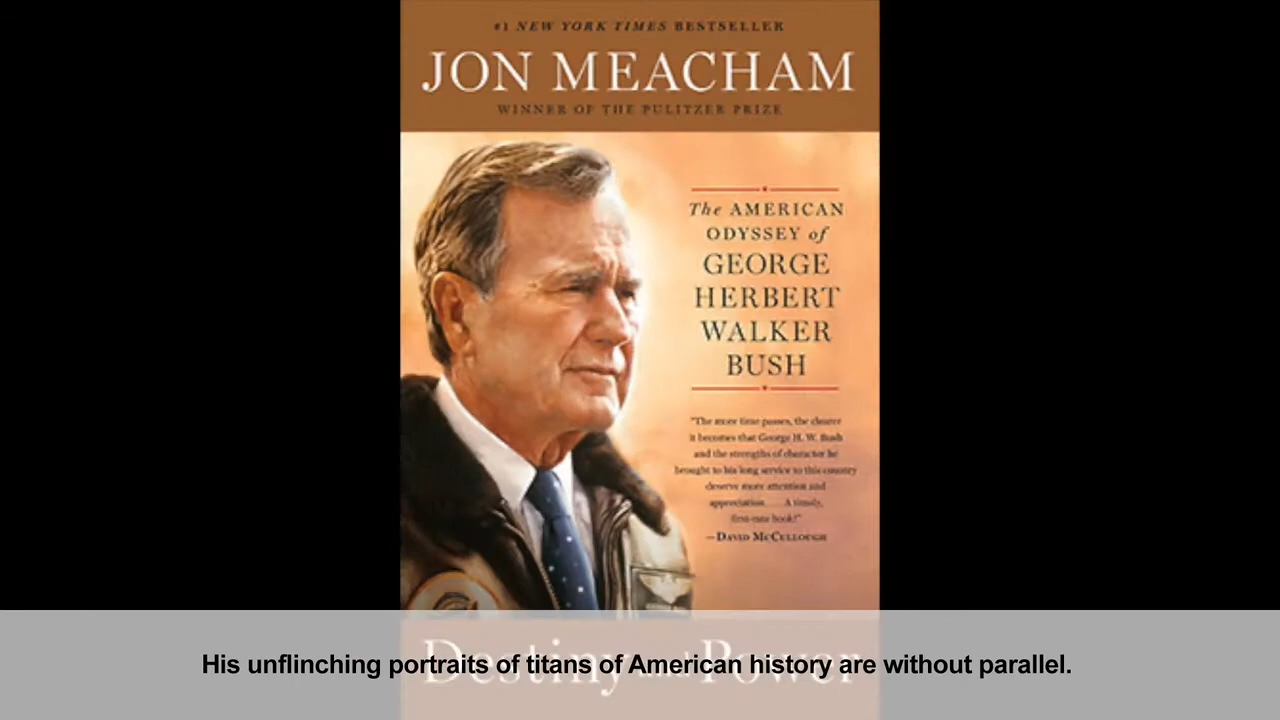 #1 NEW YORK TIMES BESTSELLER
JON MEACHAM
WINNER OF THE PULITZER PRIZE
The AMERICAN
ODYSSEY of
GEORGE
HERBERT
WALKER
BUSH
"The more time passes, the clearer
it becomes that George H. W. Bush
and the strengths of character he
brought to his long service to this country
deserve more attention and
appreciation. . . . A timely,
first-rate book!"
—DAVID McCULLOUGH
Destiny and Power
His unflinching portraits of titans of American history are without parallel.